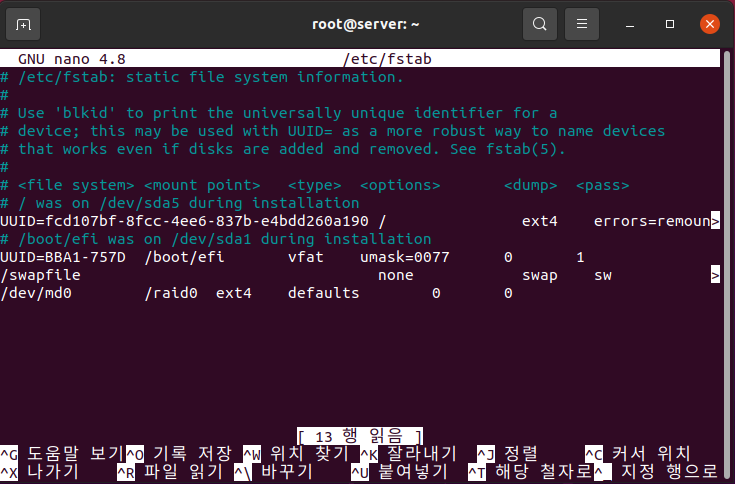 root@server: ~
GNU nano 4.8 /etc/fstab
# /etc/fstab: static file system information.
#
# Use 'blkid' to print the universally unique identifier for a
# device; this may be used with UUID= as a more robust way to name devices
# that works even if disks are added and removed. See fstab(5).
#
# <file system> <mount point>   <type>  <options>       <dump>  <pass>
# / was on /dev/sda5 during installation
UUID=fcd107bf-8fcc-4ee6-837b-e4bdd260a190 /               ext4    errors=remoun>
# /boot/efi was on /dev/sda1 during installation
UUID=BBA1-757D  /boot/efi       vfat    umask=0077      0       1
/swapfile                                 none            swap    sw           >
/dev/md0        /raid0  ext4    defaults        0       0
[ 13 행 읽음 ]
^G 도움말 보기^O 기록 저장 ^W 위치 찾기 ^K 잘라내기 ^J 정렬 ^C 커서 위치
^X 나가기 ^R 파일 읽기 ^\ 바꾸기 ^U 붙여넣기 ^T 해당 철자로^_ 지정 행으로